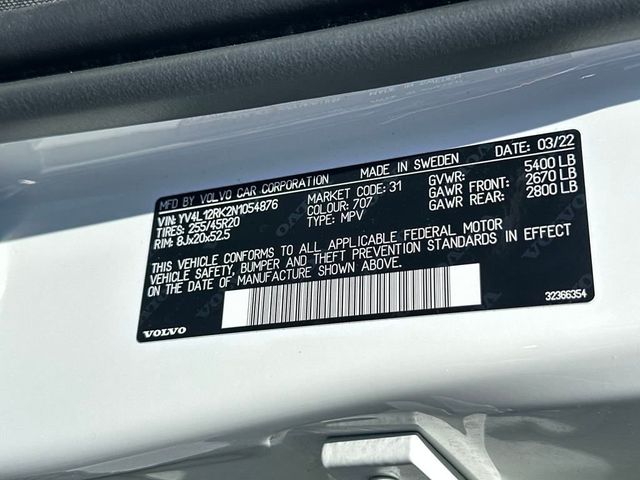 MFD BY VOLVO CAR CORPORATION MADE IN SWEDEN DATE: 03/22
VIN: YV4L12RK2N1054876 MARKET CODE: 31 GVWR: 5400 LB
TIRES: 255/45R20 COLOUR: 707 GAWR FRONT: 2670 LB
RIM: 8Jx20x52.5 TYPE: MPV GAWR REAR: 2800 LB
THIS VEHICLE CONFORMS TO ALL APPLICABLE FEDERAL MOTOR
VEHICLE SAFETY, BUMPER AND THEFT PREVENTION STANDARDS IN EFFECT ON THE
DATE OF MANUFACTURE SHOWN ABOVE.
VOLVO 32366354